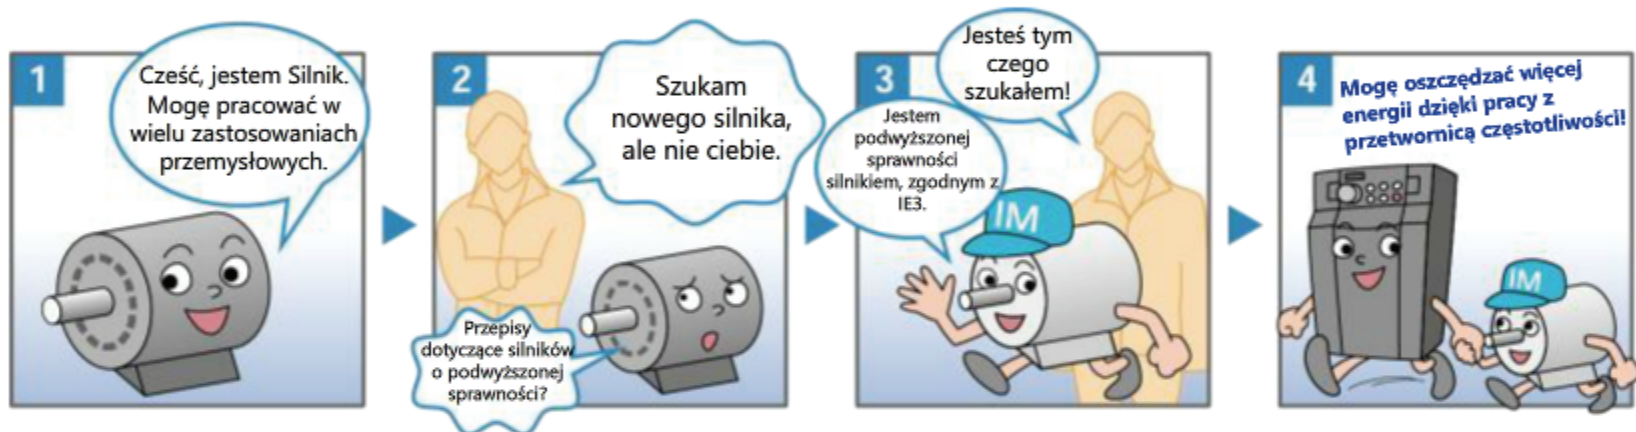 1
Cześć, jestem Silnik.
Mogę pracować w
wielu zastosowaniach
przemysłowych.
2
Szukam
nowego silnika,
ale nie ciebie.
Przepisy
dotyczące silników
o podwyższonej
sprawności?
3
Jesteś tym
czego
szukałem!
Jestem
podwyższonej
sprawności
silnikiem, zgodnym z
IE3.
IM
4
Mogę oszczędzać więcej
energii dzięki pracy z
przetwornicą częstotliwości!
IM